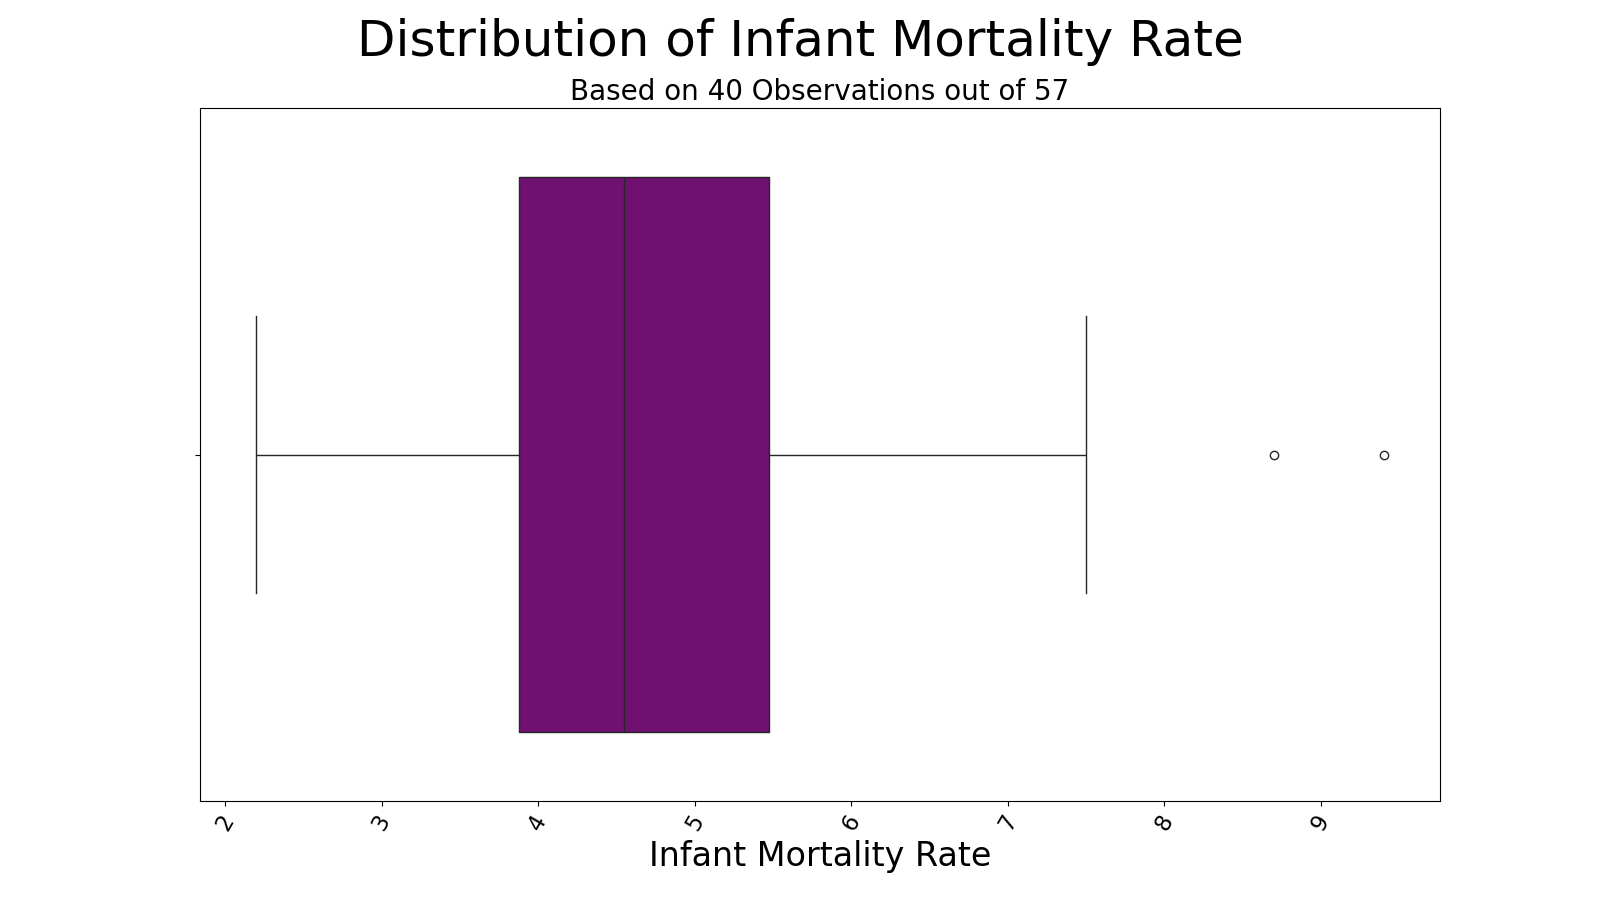 Distribution of Infant Mortality Rate
Based on 40 Observations out of 57
2 3 4 5 6 7 8 9
Infant Mortality Rate